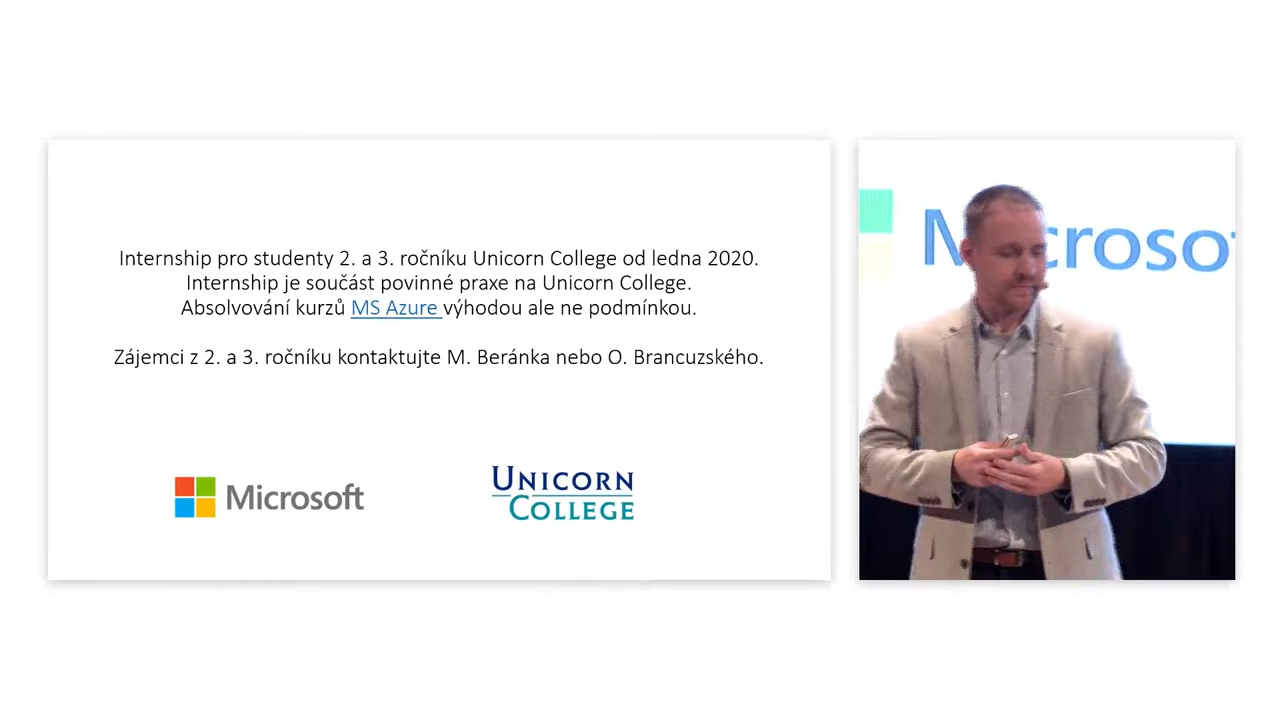 Internship pro studenty 2. a 3. ročníku Unicorn College od ledna 2020.
Internship je součást povinné praxe na Unicorn College.
Absolvování kurzů MS Azure výhodou ale ne podmínkou.
Zájemci z 2. a 3. ročníku kontaktujte M. Beránka nebo O. Brancuzského.
Microsoft
UNICORN
COLLEGE
Microsof